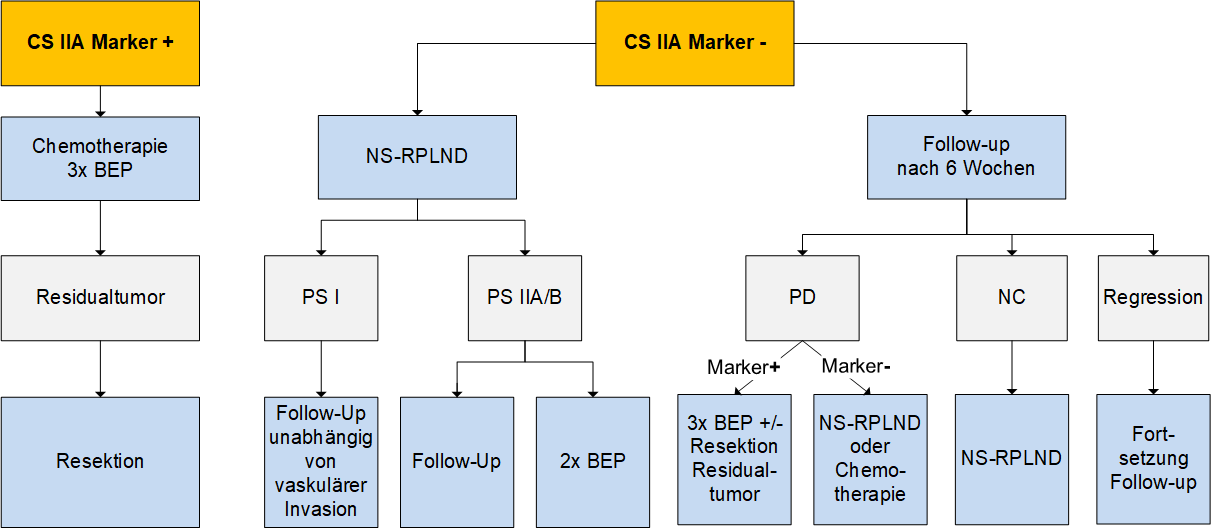 CS IIA Marker +
CS IIA Marker -
Chemotherapie
3x BEP
NS-RPLND
Follow-up
nach 6 Wochen
Residualtumor
PS I
PS IIA/B
PD
NC
Regression
Marker+
Marker-
Resektion
Follow-Up
unabhängig
von
vaskulärer
Invasion
Follow-Up
2x BEP
3x BEP +/-
Resektion
Residual-
tumor
NS-RPLND
oder
Chemo-
therapie
NS-RPLND
Fort-
setzung
Follow-up